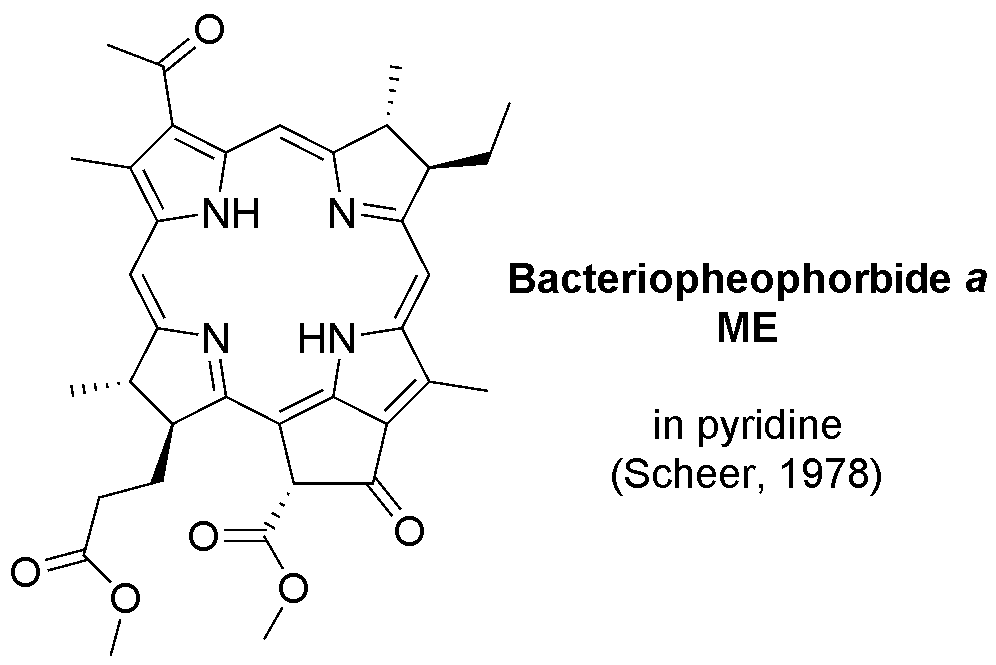 O
NH
N
Bacteriopheophorbide a
ME
N
HN
in pyridine
(Scheer, 1978)
O
O
O
O
O
O